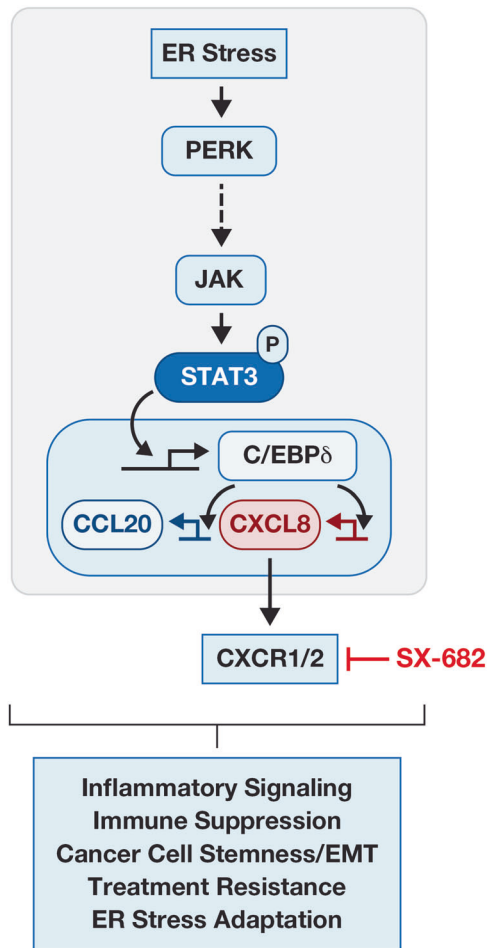 ER Stress
PERK
JAK
P
STAT3
C/EBPδ
CCL20
CXCL8
CXCR1/2
SX-682
Inflammatory Signaling
Immune Suppression
Cancer Cell Stemness/EMT
Treatment Resistance
ER Stress Adaptation